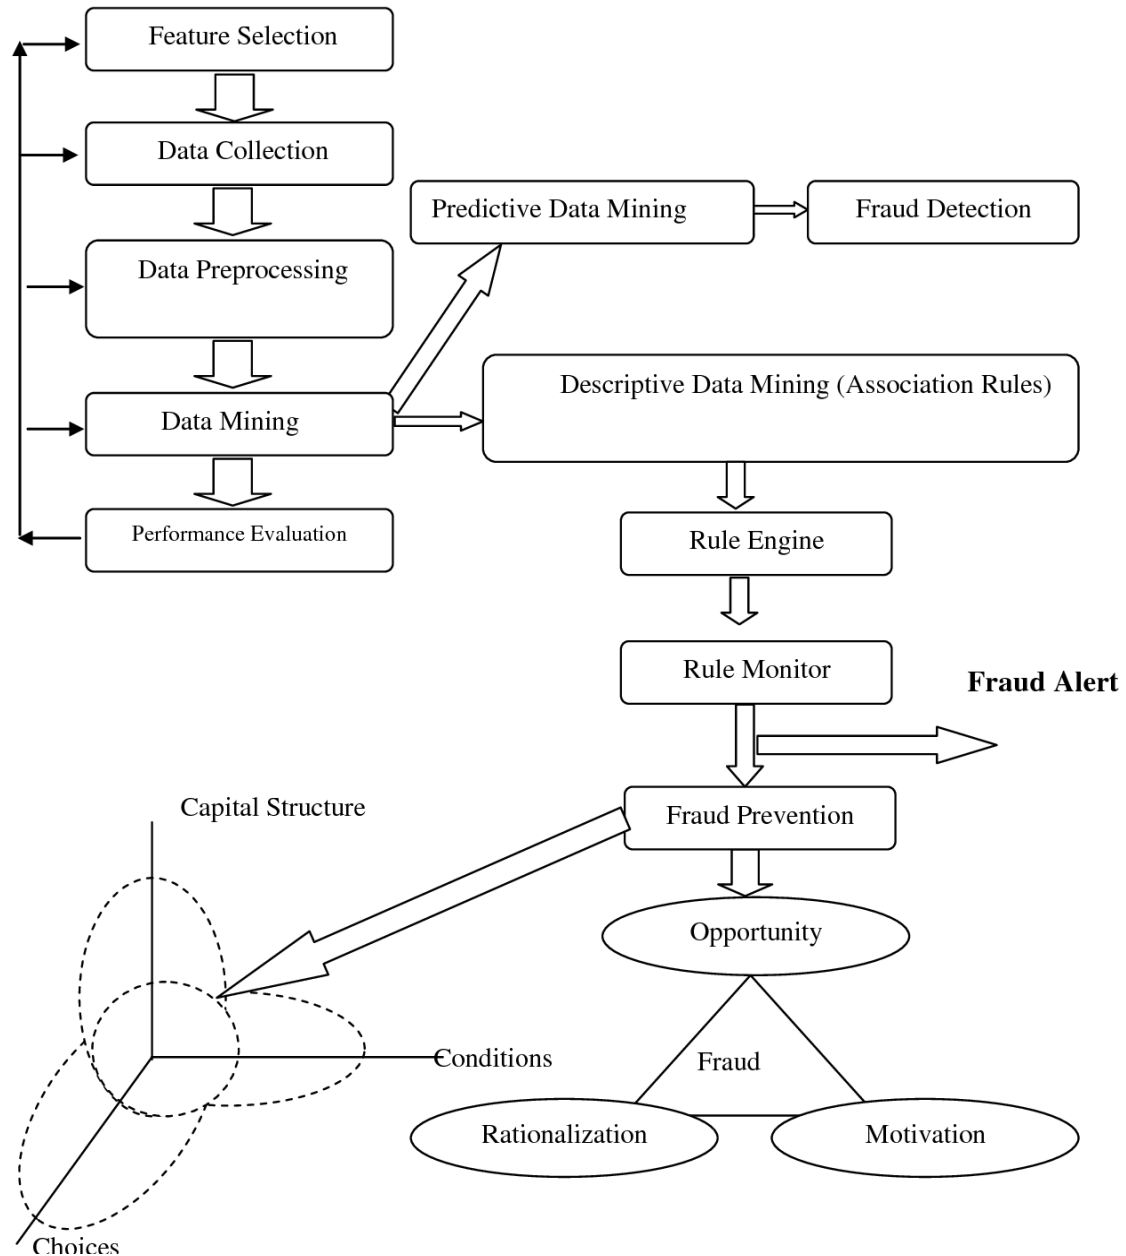 Feature Selection
Data Collection
Predictive Data Mining
Fraud Detection
Data Preprocessing
Descriptive Data Mining (Association Rules)
Data Mining
Performance Evaluation
Rule Engine
Rule Monitor
Fraud Alert
Capital Structure
Fraud Prevention
Opportunity
Conditions
Fraud
Rationalization
Motivation
Choices